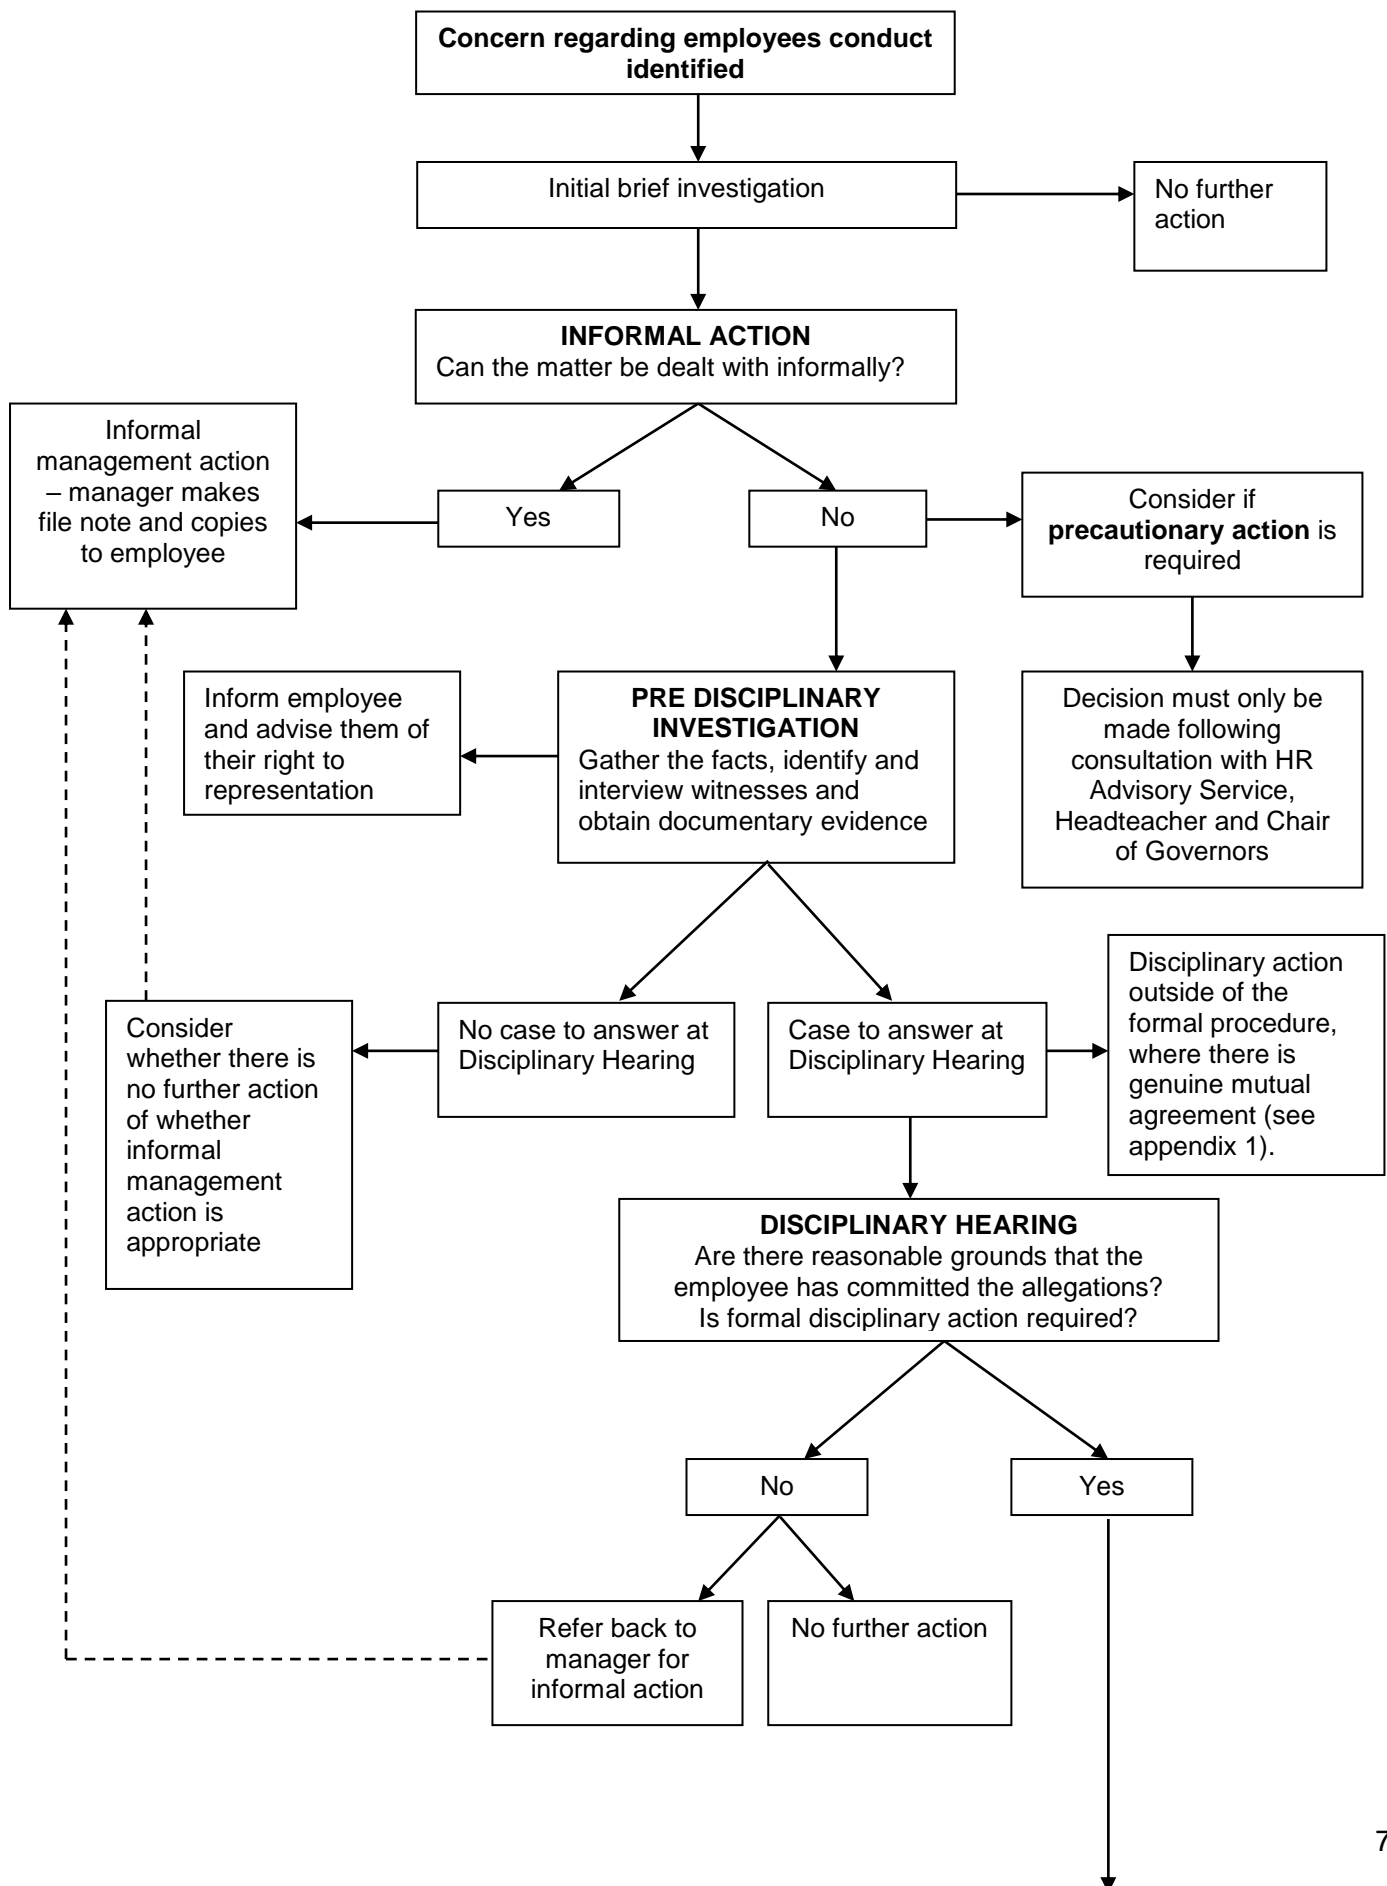 Concern regarding employees conduct
identified
Initial brief investigation
No further
action
INFORMAL ACTION
Can the matter be dealt with informally?
Informal
management action
– manager makes
file note and copies
to employee
Yes
No
Consider if
precautionary action is
required
Inform employee
and advise them of
their right to
representation
PRE DISCIPLINARY
INVESTIGATION
Gather the facts, identify and
interview witnesses and
obtain documentary evidence
Decision must only be
made following
consultation with HR
Advisory Service,
Headteacher and Chair
of Governors
Consider
whether there is
no further action
of whether
informal
management
action is
appropriate
No case to answer at
Disciplinary Hearing
Case to answer at
Disciplinary Hearing
Disciplinary action
outside of the
formal procedure,
where there is
genuine mutual
agreement (see
appendix 1).
DISCIPLINARY HEARING
Are there reasonable grounds that the
employee has committed the allegations?
Is formal disciplinary action required?
No
Yes
Refer back to
manager for
informal action
No further action
7